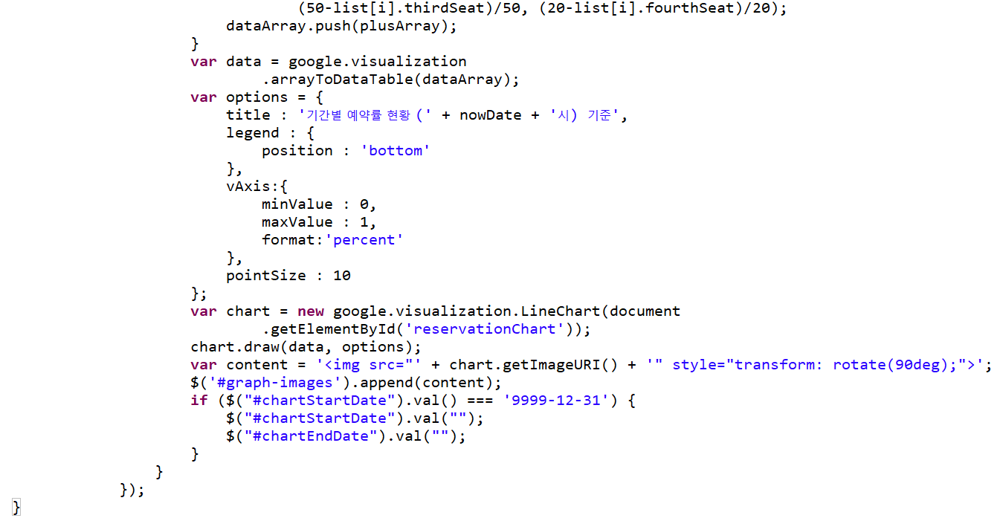 (50-list[i].thirdSeat)/50, (20-list[i].fourthSeat)/20);
dataArray.push(plusArray);
}
var data = google.visualization
.arrayToDataTable(dataArray);
var options = {
title : '기간별 예약률 현황 (' + nowDate + '시) 기준',
legend : {
position : 'bottom'
},
vAxis:{
minValue : 0,
maxValue : 1,
format:'percent'
},
pointSize : 10
};
var chart = new google.visualization.LineChart(document
.getElementById('reservationChart'));
chart.draw(data, options);
var content = '<img src="' + chart.getImageURI() + '" style="transform: rotate(90deg);">';
$('#graph-images').append(content);
if ($("#chartStartDate").val() === '9999-12-31') {
$("#chartStartDate").val("");
$("#chartEndDate").val("");
}
}
});
}